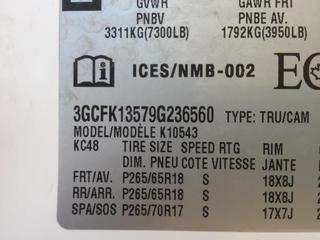 GVWR GAWR FRT
PNBV PNBE AV.
3311KG(7300LB) 1792KG(3950LB)
ICES/NMB-002
3GCFK13579G236560 TYPE: TRU/CAM
MODEL/MODÈLE K10543
KC48 TIRE SIZE SPEED RTG RIM
DIM. PNEU COTE VITESSE JANTE
FRT/AV. P265/65R18 S 18X8J
RR/ARR. P265/65R18 S 18X8J
SPA/SOS P265/70R17 S 17X7J